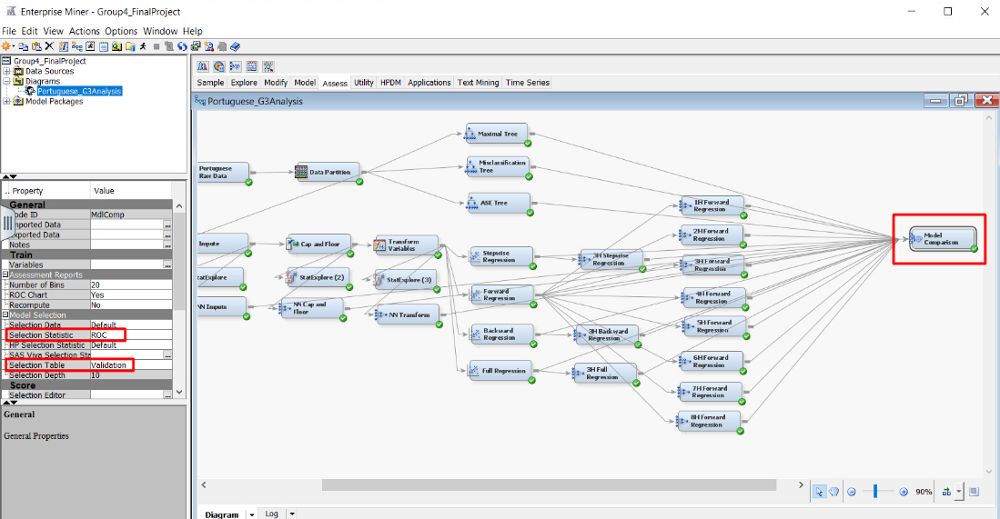 Enterprise Miner - Group4_FinalProject
File Edit View Actions Options Window Help
Group4_FinalProject
Data Sources
Diagrams
Portuguese_G3Analysis
Model Packages
.. Property Value
General
ode ID MdlComp
mported Data ...
xported Data ...
Notes ...
Train
Variables ...
Assessment Reports
Number of Bins 20
ROC Chart Yes
Recompute No
Model Selection
Selection Data Default
Selection Statistic ROC
HP Selection Statistic Default
SAS Viya Selection Sta ...
Selection Table Validation
Selection Depth 10
Score
Selection Editor ...
General
General Properties
Sample Explore Modify Model Assess Utility HPDM Applications Text Mining Time Series
Portuguese_G3Analysis
Portuguese
Raw Data
Data Partition
Maximal Tree
Misclassification
Tree
ASE Tree
Impute
Cap and Floor
Transform
Variables
StatExplore
StatExplore (2)
StatExplore (3)
NN Impute
NN Cap and
Floor
NN Transform
Stepwise
Regression
Forward
Regression
Backward
Regression
Full Regression
3H Stepwise
Regression
3H Backward
Regression
3H Full
Regression
1H Forward
Regression
2H Forward
Regression
3H Forward
Regression
4H Forward
Regression
5H Forward
Regression
6H Forward
Regression
7H Forward
Regression
8H Forward
Regression
Model
Comparison
90%
Diagram Log